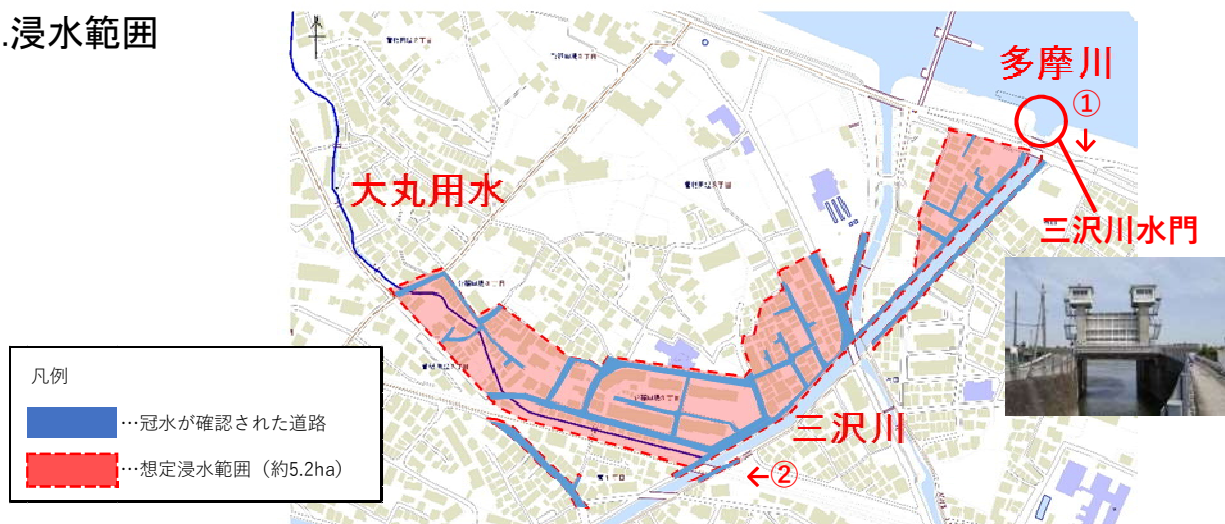 .浸水範囲
多摩川
①
↓
大丸用水
三沢川水門
凡例
…冠水が確認された道路
…想定浸水範囲（約5.2ha）
三沢川
←②